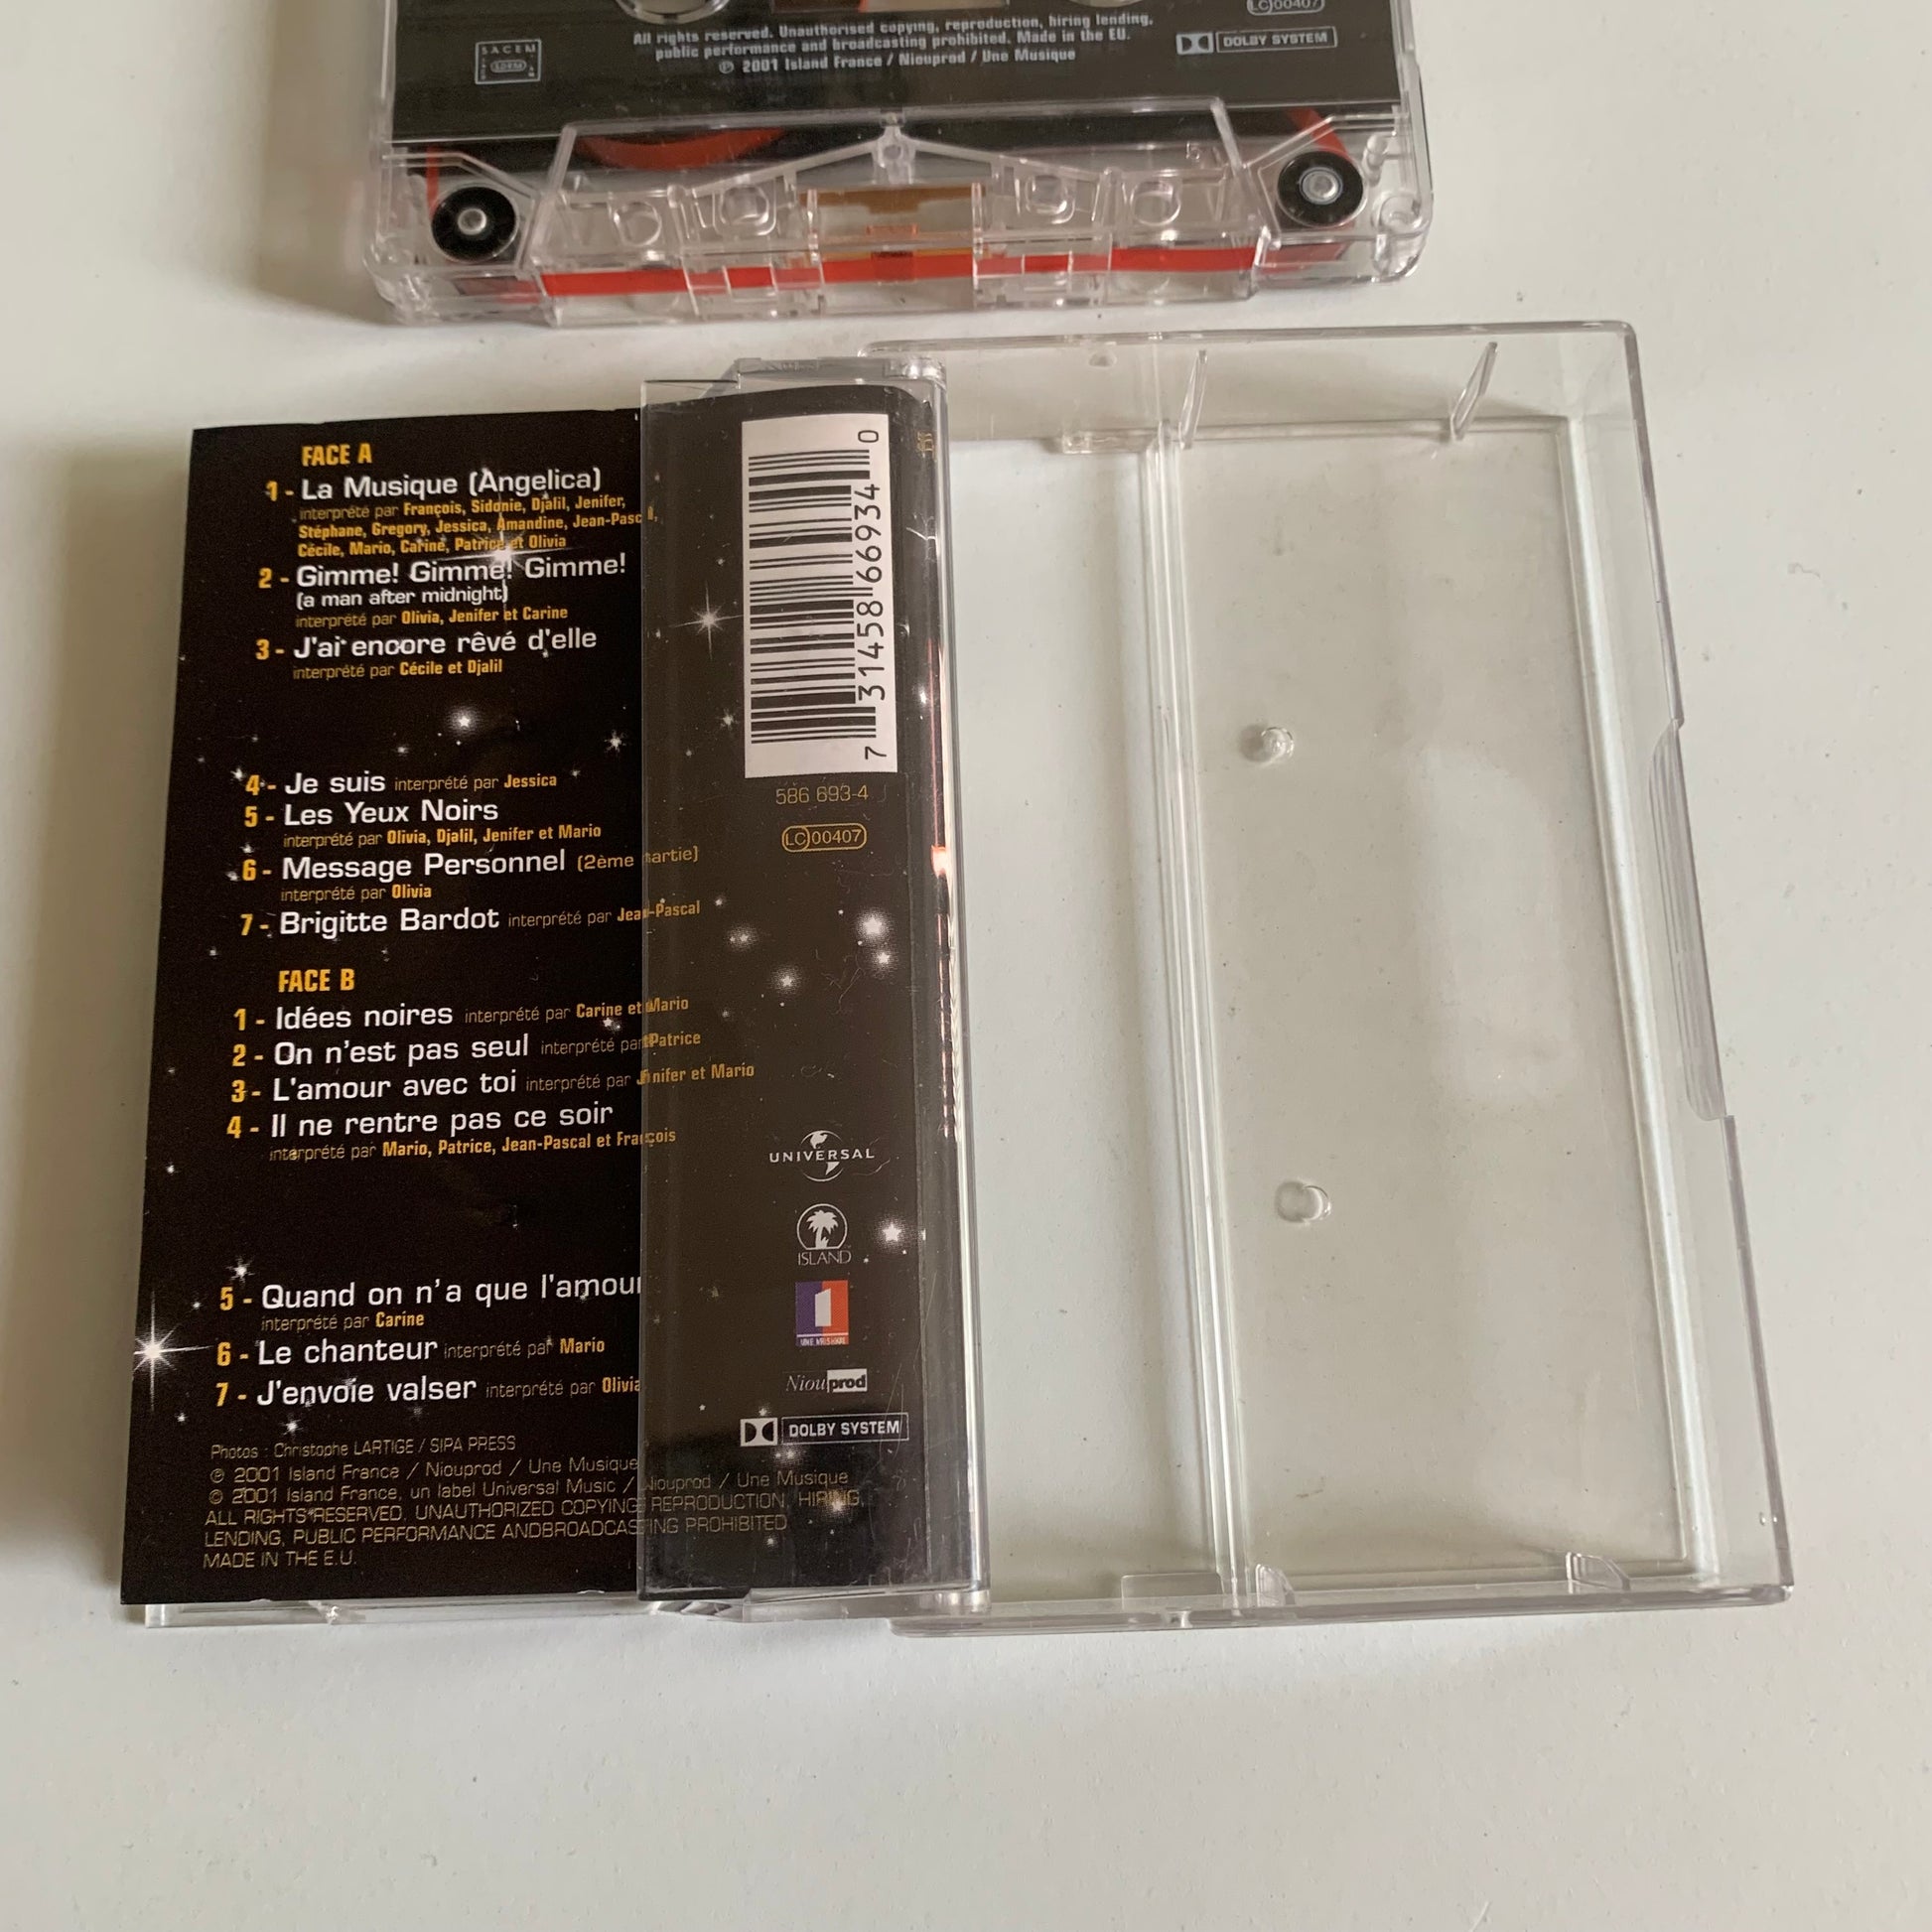 SACEM
All rights reserved. Unauthorised copying, reproduction, hiring lending.
public performance and broadcasting prohibited. Made in the EU.
℗ 2001 Island France / Niouprod / Une Musique
LC 00407
DOLBY SYSTEM
FACE A
1 - La Musique (Angelica)
interprété par François, Sidonie, Djalil, Jenifer,
Stéphane, Gregory, Jessica, Amandine, Jean-Pascal,
Cécile, Mario, Carine, Patrice et Olivia
2 - Gimme! Gimme! Gimme!
(a man after midnight)
interprété par Olivia, Jenifer et Carine
3 - J'ai encore rêvé d'elle
interprété par Cécile et Djalil
4 - Je suis interprété par Jessica
5 - Les Yeux Noirs
interprété par Olivia, Djalil, Jenifer et Mario
6 - Message Personnel (2ème partie)
interprété par Olivia
7 - Brigitte Bardot interprété par Jean-Pascal
FACE B
1 - Idées noires interprété par Carine et Mario
2 - On n'est pas seul interprété par Patrice
3 - L'amour avec toi interprété par Jenifer et Mario
4 - Il ne rentre pas ce soir
interprété par Mario, Patrice, Jean-Pascal et François
5 - Quand on n'a que l'amour
interprété par Carine
6 - Le chanteur interprété par Mario
7 - J'envoie valser interprété par Olivia
Photos : Christophe LARTIGE / SIPA PRESS
℗ 2001 Island France / Niouprod / Une Musique
© 2001 Island France, un label Universal Music / Niouprod / Une Musique
ALL RIGHTS RESERVED. UNAUTHORIZED COPYING, REPRODUCTION, HIRING,
LENDING, PUBLIC PERFORMANCE ANDBROADCASTING PROHIBITED
MADE IN THE E.U.
7 31458 66934 0
586 693-4
LC 00407
UNIVERSAL
ISLAND
1
UNE MUSIQUE
Niouprod
DOLBY SYSTEM